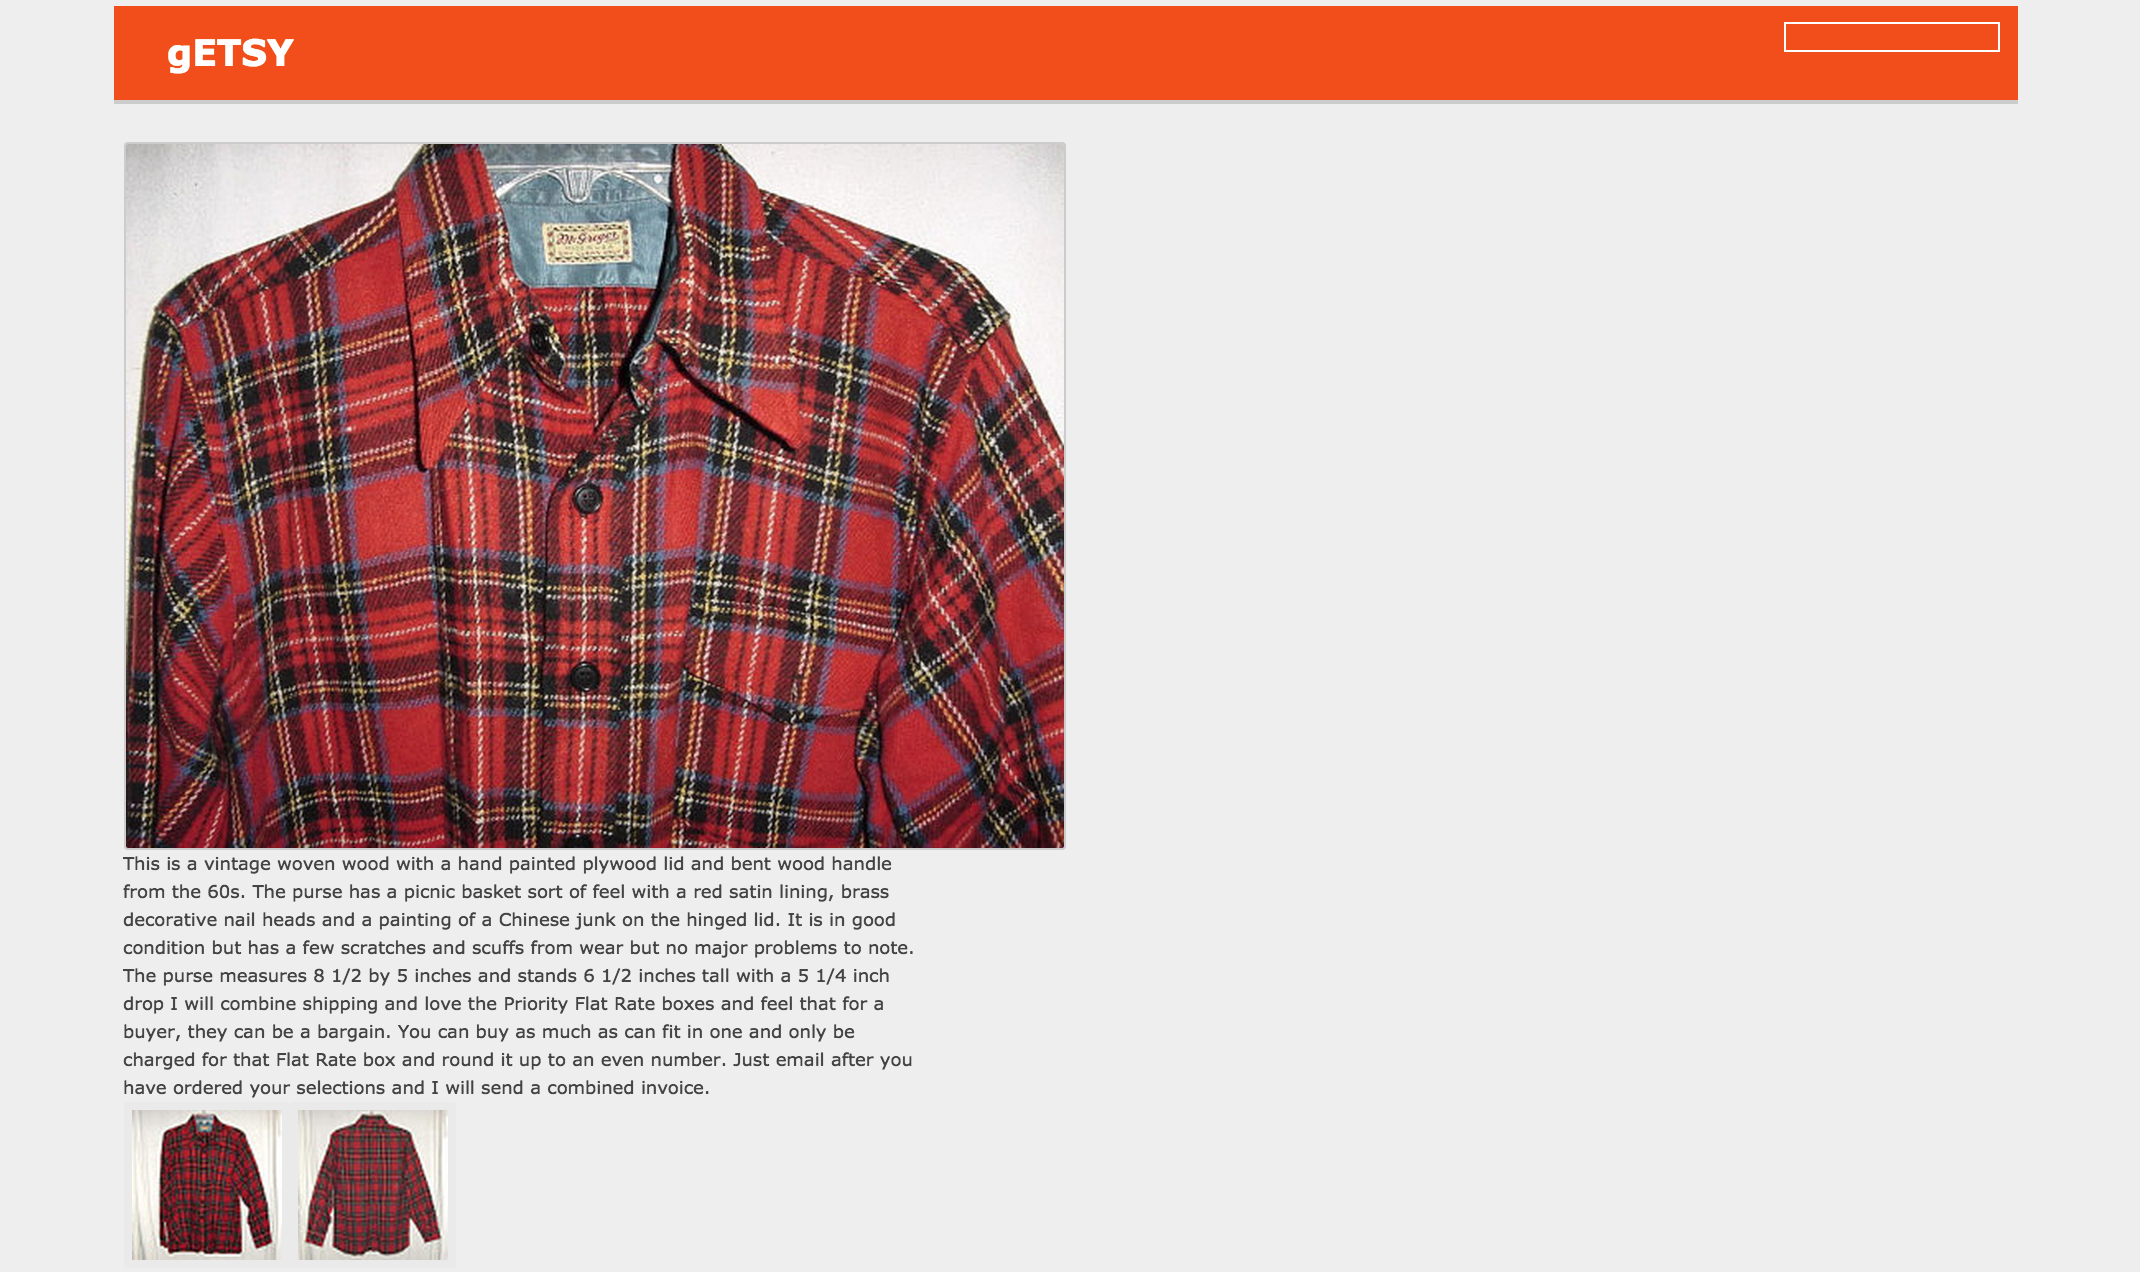 gETSY
McGregor
MADE IN U.S.A.
This is a vintage woven wood with a hand painted plywood lid and bent wood handle
from the 60s. The purse has a picnic basket sort of feel with a red satin lining, brass
decorative nail heads and a painting of a Chinese junk on the hinged lid. It is in good
condition but has a few scratches and scuffs from wear but no major problems to note.
The purse measures 8 1/2 by 5 inches and stands 6 1/2 inches tall with a 5 1/4 inch
drop I will combine shipping and love the Priority Flat Rate boxes and feel that for a
buyer, they can be a bargain. You can buy as much as can fit in one and only be
charged for that Flat Rate box and round it up to an even number. Just email after you
have ordered your selections and I will send a combined invoice.